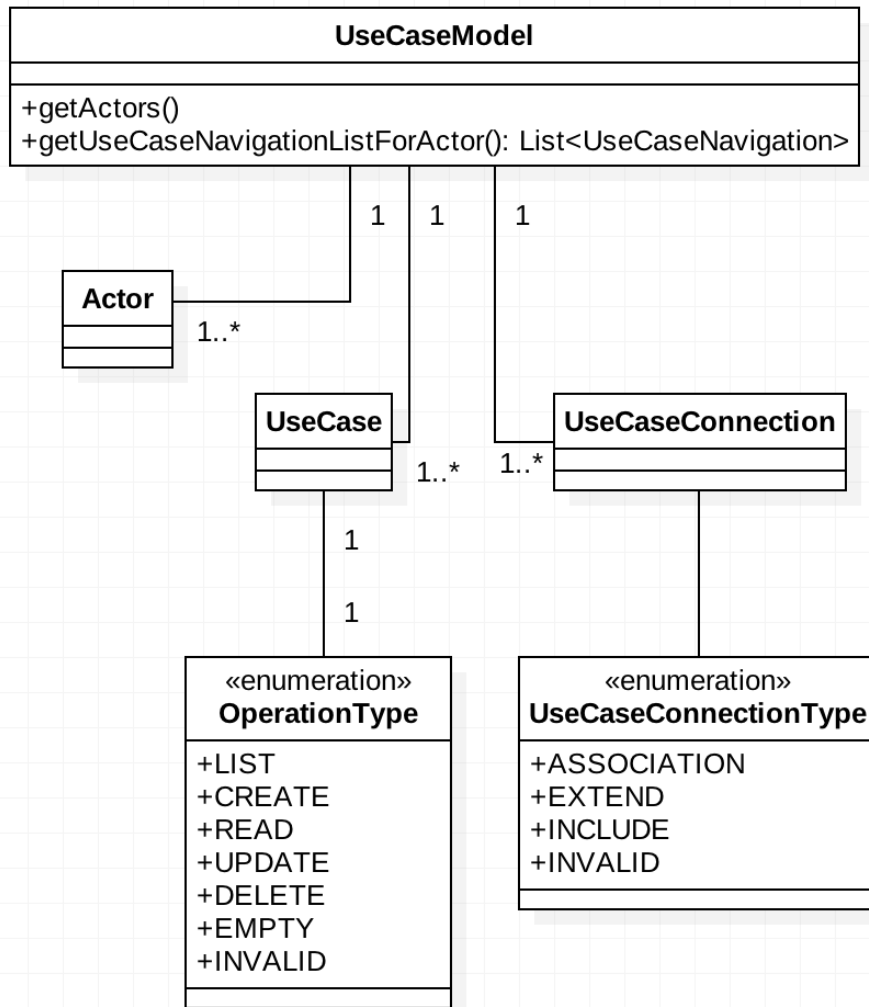 UseCaseModel
+getActors()
+getUseCaseNavigationListForActor(): List<UseCaseNavigation>
1
1
1
Actor
1..*
UseCase
UseCaseConnection
1..*
1..*
1
1
«enumeration»
OperationType
+LIST
+CREATE
+READ
+UPDATE
+DELETE
+EMPTY
+INVALID
«enumeration»
UseCaseConnectionType
+ASSOCIATION
+EXTEND
+INCLUDE
+INVALID